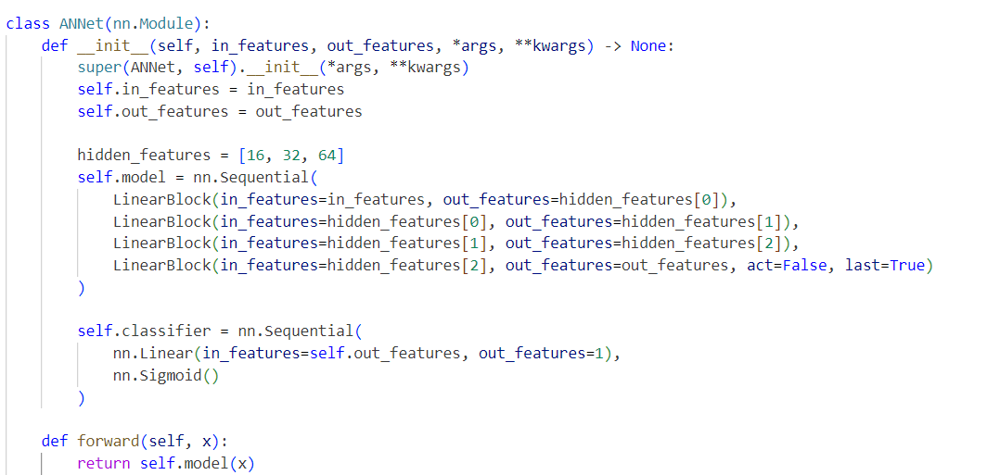 class ANNet(nn.Module):
    def __init__(self, in_features, out_features, *args, **kwargs) -> None:
        super(ANNet, self).__init__(*args, **kwargs)
        self.in_features = in_features
        self.out_features = out_features

        hidden_features = [16, 32, 64]
        self.model = nn.Sequential(
            LinearBlock(in_features=in_features, out_features=hidden_features[0]),
            LinearBlock(in_features=hidden_features[0], out_features=hidden_features[1]),
            LinearBlock(in_features=hidden_features[1], out_features=hidden_features[2]),
            LinearBlock(in_features=hidden_features[2], out_features=out_features, act=False, last=True)
        )

        self.classifier = nn.Sequential(
            nn.Linear(in_features=self.out_features, out_features=1),
            nn.Sigmoid()
        )

    def forward(self, x):
        return self.model(x)